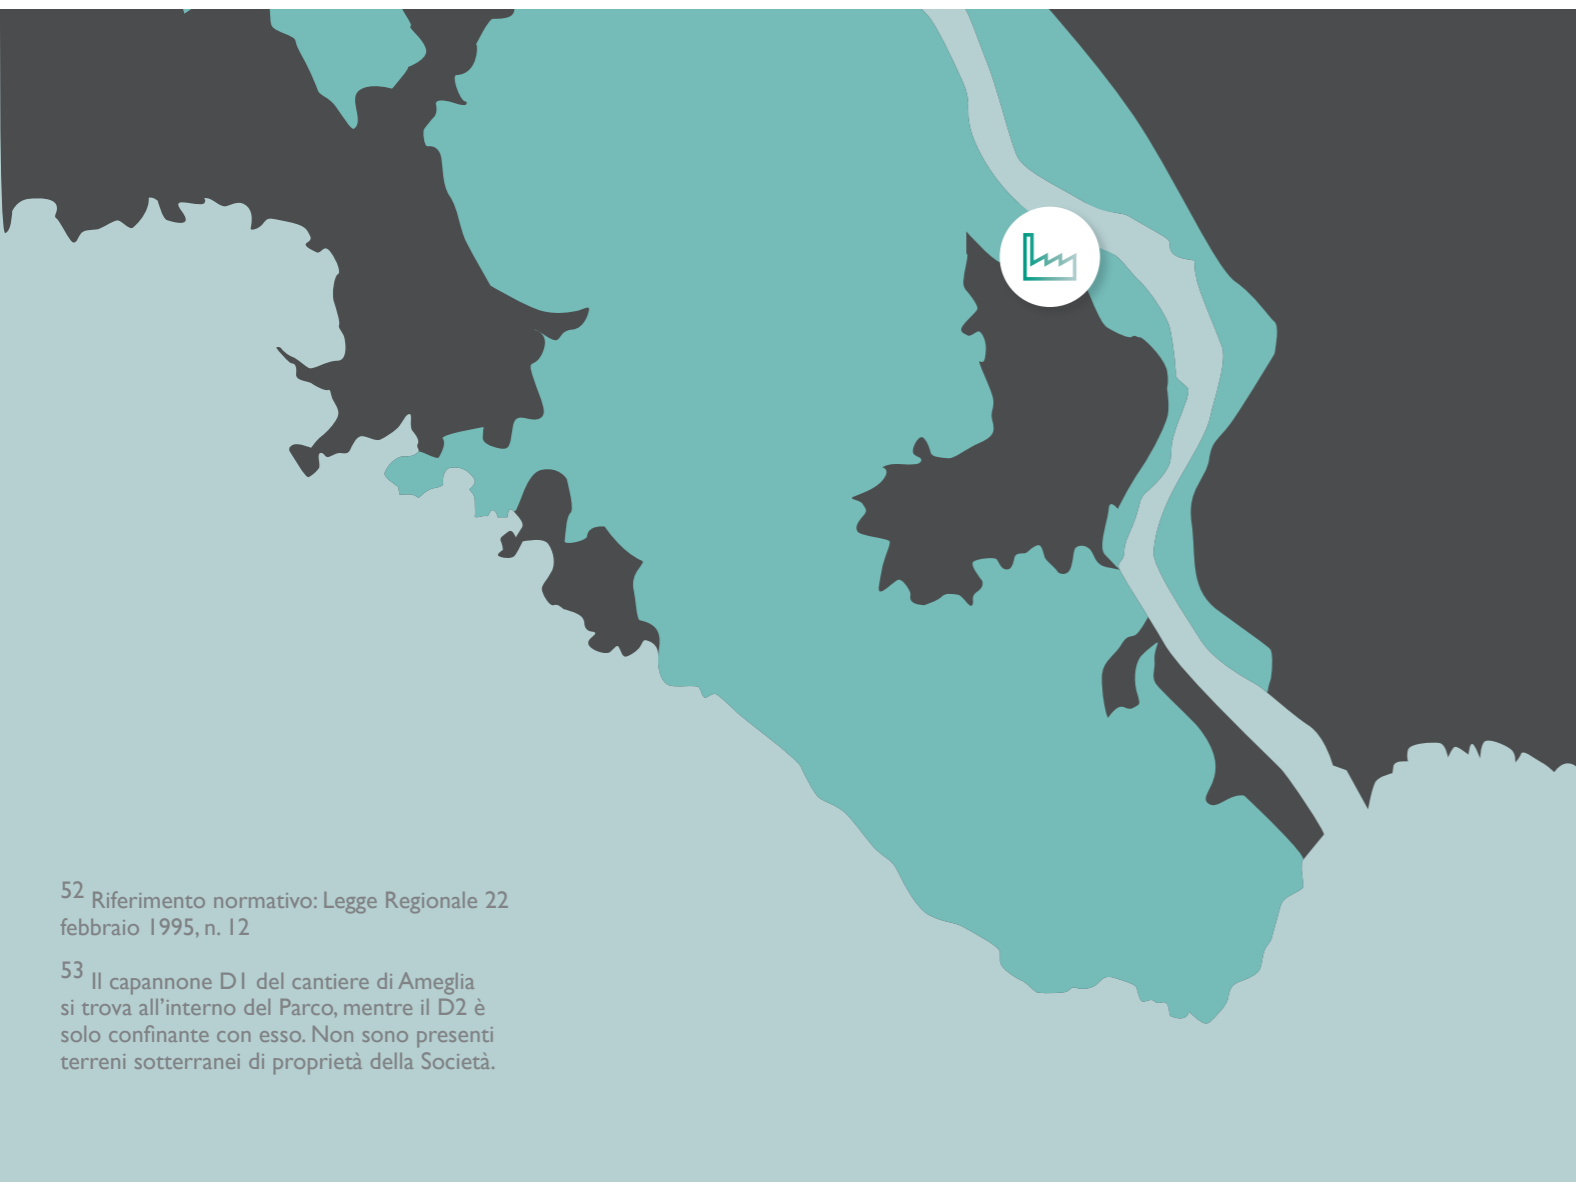 52 Riferimento normativo: Legge Regionale 22
febbraio 1995, n. 12
53 Il capannone D1 del cantiere di Ameglia
si trova all’interno del Parco, mentre il D2 è
solo confinante con esso. Non sono presenti
terreni sotterranei di proprietà della Società.